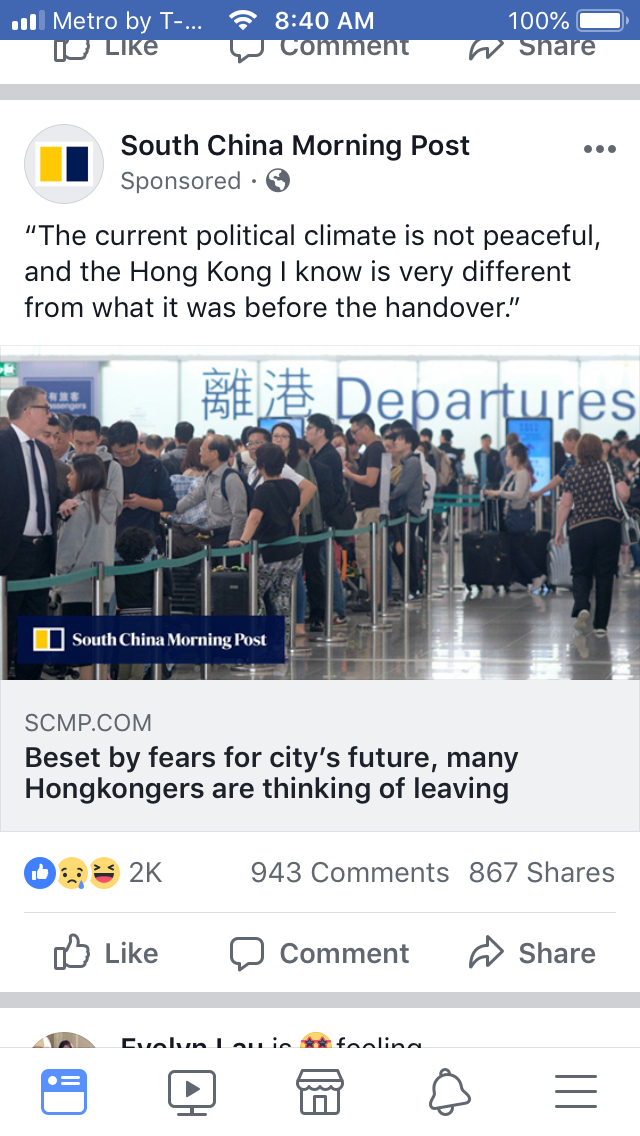 Metro by T-... 8:40 AM 100%
Like Comment Share
South China Morning Post
Sponsored ·
“The current political climate is not peaceful,
and the Hong Kong I know is very different
from what it was before the handover.”
離港 Departures
有旅客
South China Morning Post
SCMP.COM
Beset by fears for city’s future, many
Hongkongers are thinking of leaving
2K 943 Comments 867 Shares
Like Comment Share
Evelyn Lau is feeling